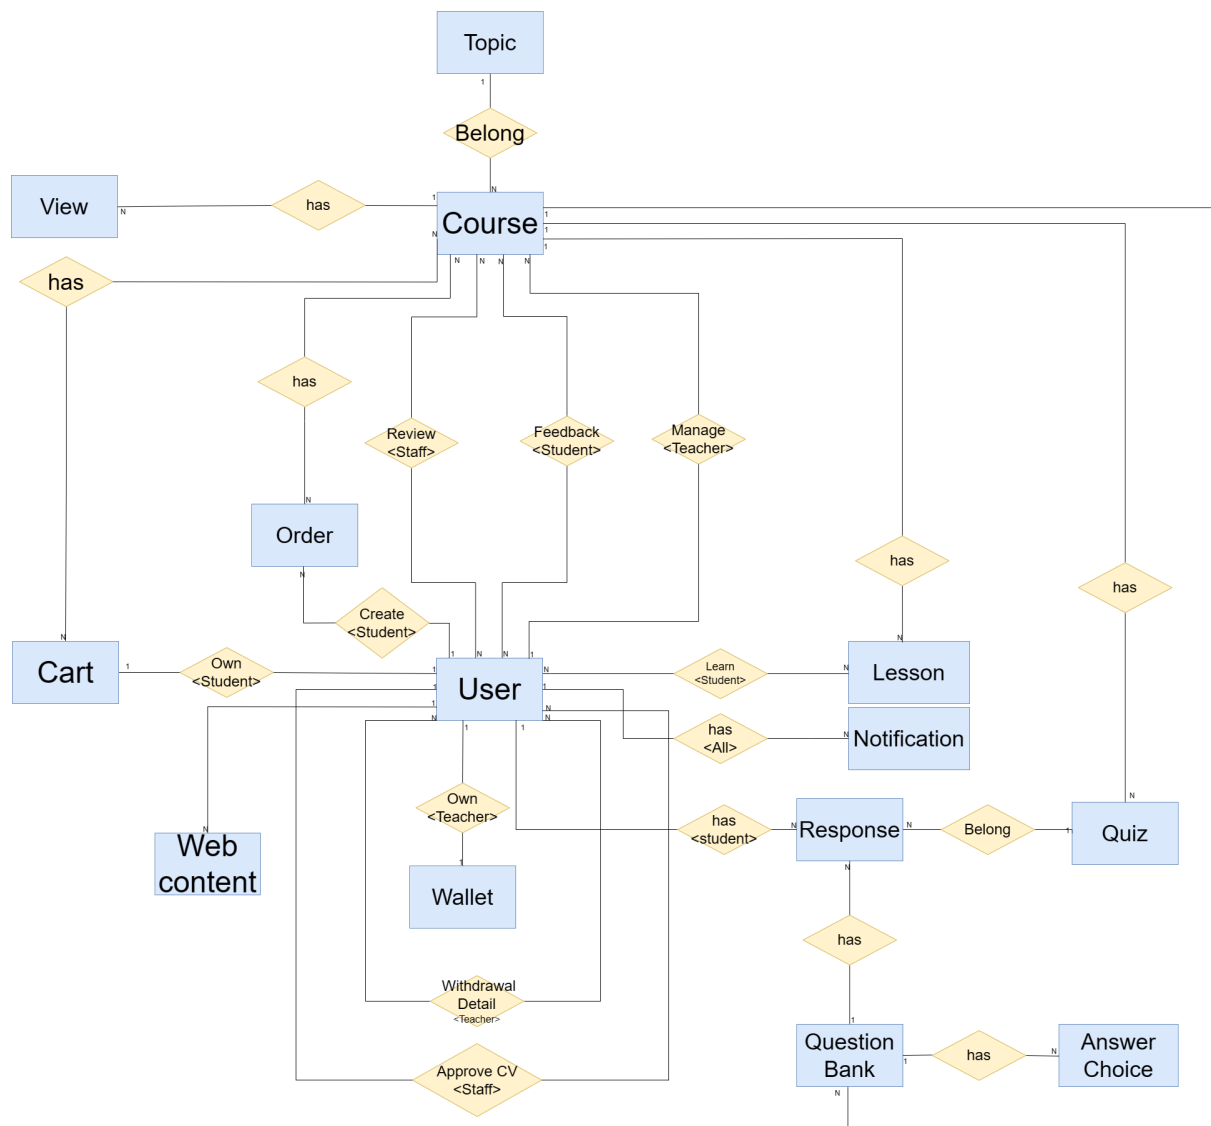 Topic
1
Belong
N
View
N
has
1
Course
1
1
1
N
N
N
N
N
has
has
N
Review
<Staff>
Feedback
<Student>
Manage
<Teacher>
Order
N
Create
<Student>
1
N
N
1
has
N
has
N
N
Cart
1
Own
<Student>
1
User
N
Learn
<Student>
N
Lesson
1
1
has
<All>
N
Notification
1
N
N
N
1
1
N
Web
content
Own
<Teacher>
1
Wallet
has
<student>
N
Response
N
Belong
1
Quiz
N
has
1
Withdrawal
Detail
<Teacher>
Approve CV
<Staff>
Question
Bank
1
has
N
Answer
Choice
N